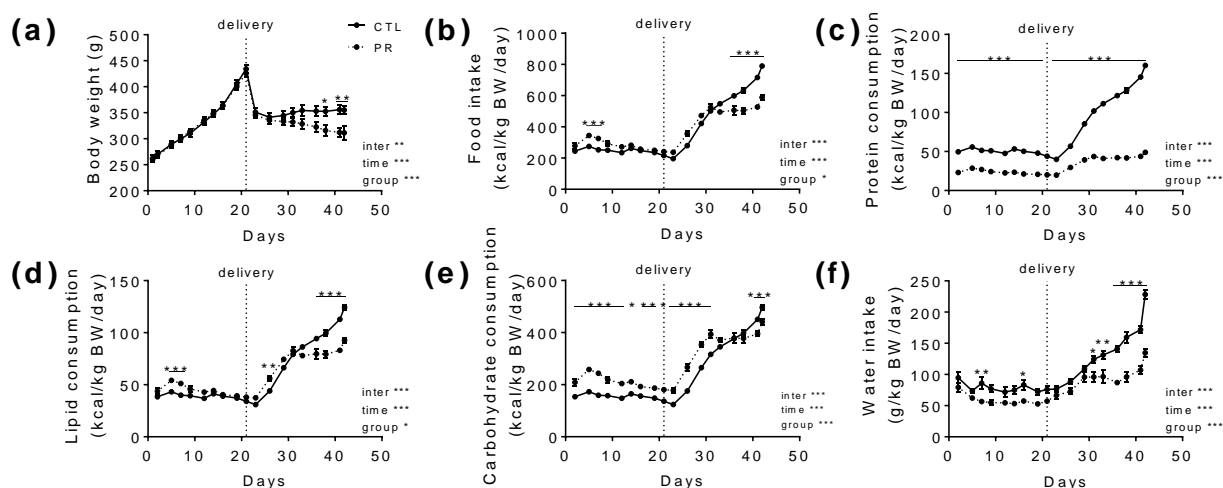 delivery
CTL
PR
(a)
Body weight (g)
500
450
400
350
300
250
200
* **
inter **
time ***
group ***
0 10 20 30 40 50
Days
delivery
(b)
Food intake
(kcal/kg BW/day)
1000
800
600
400
200
0
***
***
inter ***
time ***
group *
0 10 20 30 40 50
Days
delivery
(c)
Protein consumption
(kcal/kg BW/day)
200
150
100
50
0
*** ***
inter ***
time ***
group ***
0 10 20 30 40 50
Days
delivery
(d)
Lipid consumption
(kcal/kg BW/day)
150
100
50
0
***
**
***
inter ***
time ***
group *
0 10 20 30 40 50
Days
delivery
(e)
Carbohydrate consumption
(kcal/kg BW/day)
600
400
200
0
*** * *** * *** ***
inter ***
time ***
group ***
0 10 20 30 40 50
Days
delivery
(f)
Water intake
(g/kg BW/day)
250
200
150
100
50
0
** * * ** ***
inter ***
time ***
group ***
0 10 20 30 40 50
Days